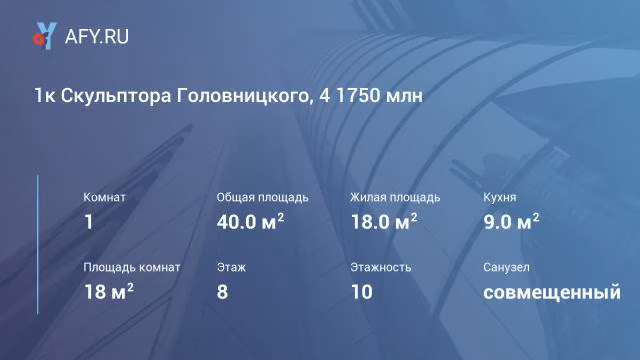 AFY.RU
1к Скульптора Головницкого, 4 1750 млн
Комнат Общая площадь Жилая площадь Кухня
1 40.0 м² 18.0 м² 9.0 м²
Площадь комнат Этаж Этажность Санузел
18 м² 8 10 совмещенный